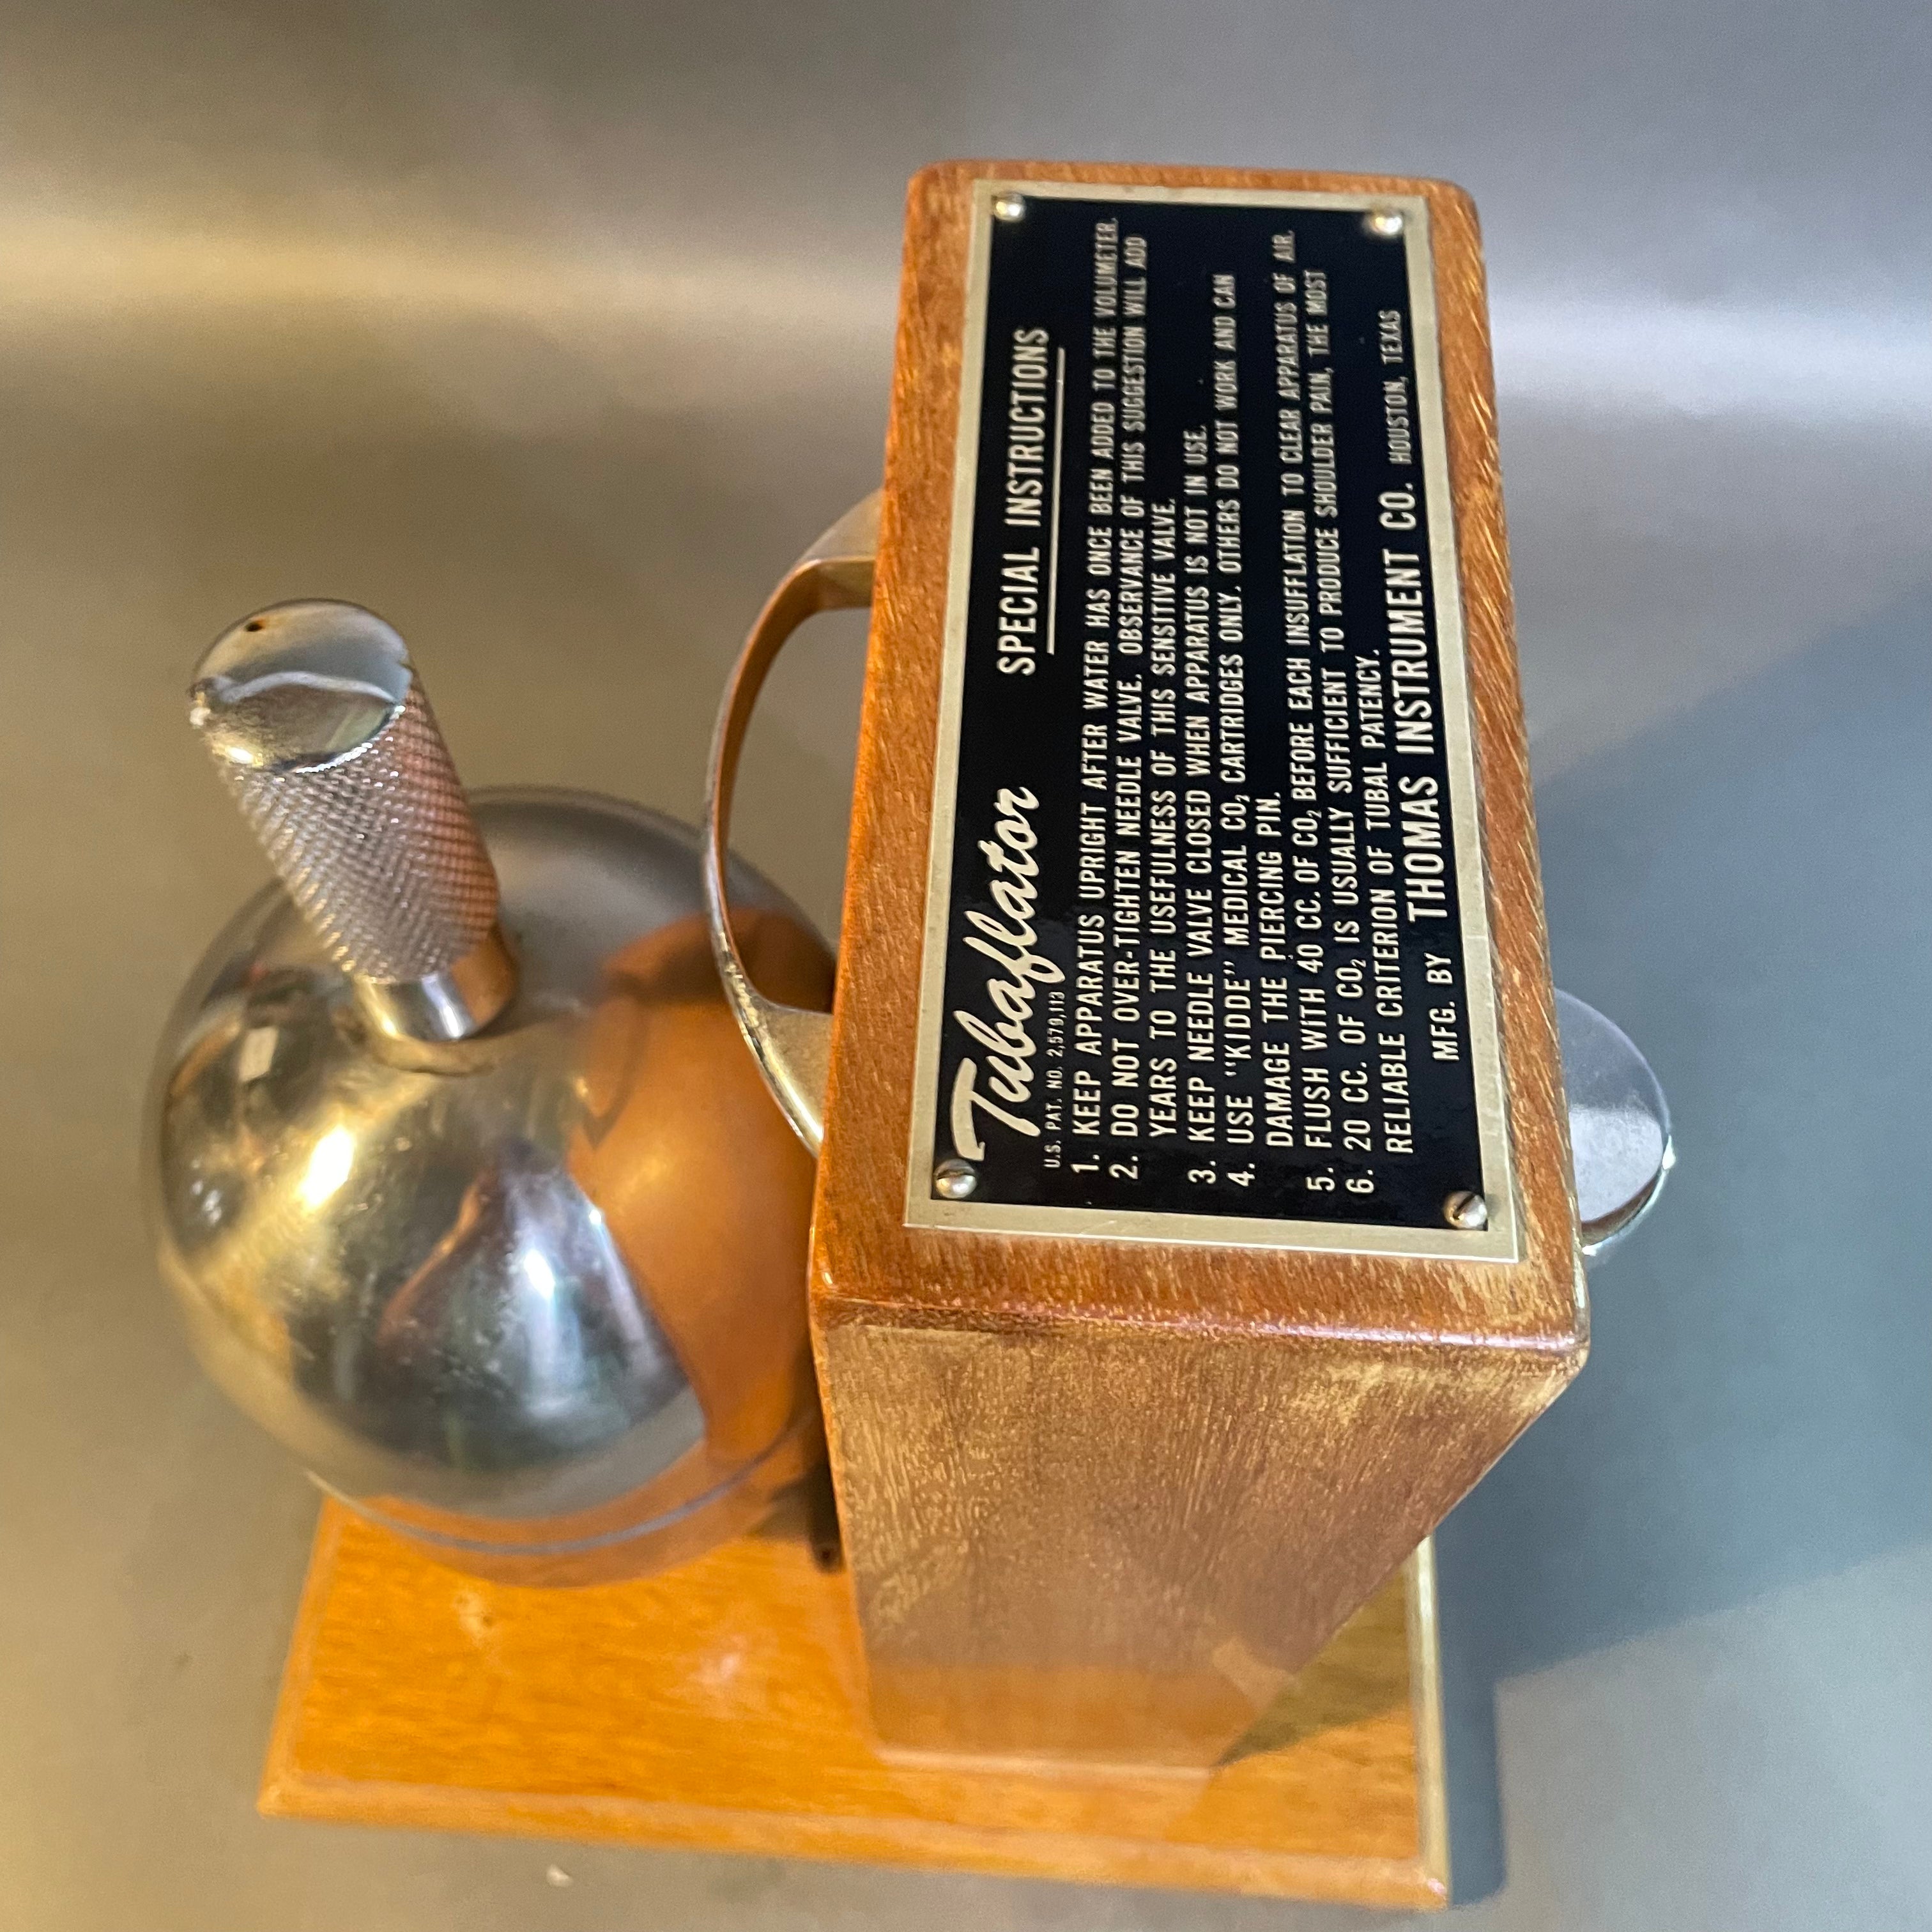 Tubaflator SPECIAL INSTRUCTIONS
U.S. PAT. NO. 2,579,113
1. KEEP APPARATUS UPRIGHT AFTER WATER HAS ONCE BEEN ADDED TO THE VOLUMETER.
2. DO NOT OVER-TIGHTEN NEEDLE VALVE. OBSERVANCE OF THIS SUGGESTION WILL ADD
YEARS TO THE USEFULNESS OF THIS SENSITIVE VALVE.
3. KEEP NEEDLE VALVE CLOSED WHEN APPARATUS IS NOT IN USE.
4. USE "KIDDE" MEDICAL CO₂ CARTRIDGES ONLY. OTHERS DO NOT WORK AND CAN
DAMAGE THE PIERCING PIN.
5. FLUSH WITH 40 CC. OF CO₂ BEFORE EACH INSUFFLATION TO CLEAR APPARATUS OF AIR.
6. 20 CC. OF CO₂ IS USUALLY SUFFICIENT TO PRODUCE SHOULDER PAIN, THE MOST
RELIABLE CRITERION OF TUBAL PATENCY.
MFG. BY THOMAS INSTRUMENT CO. HOUSTON, TEXAS